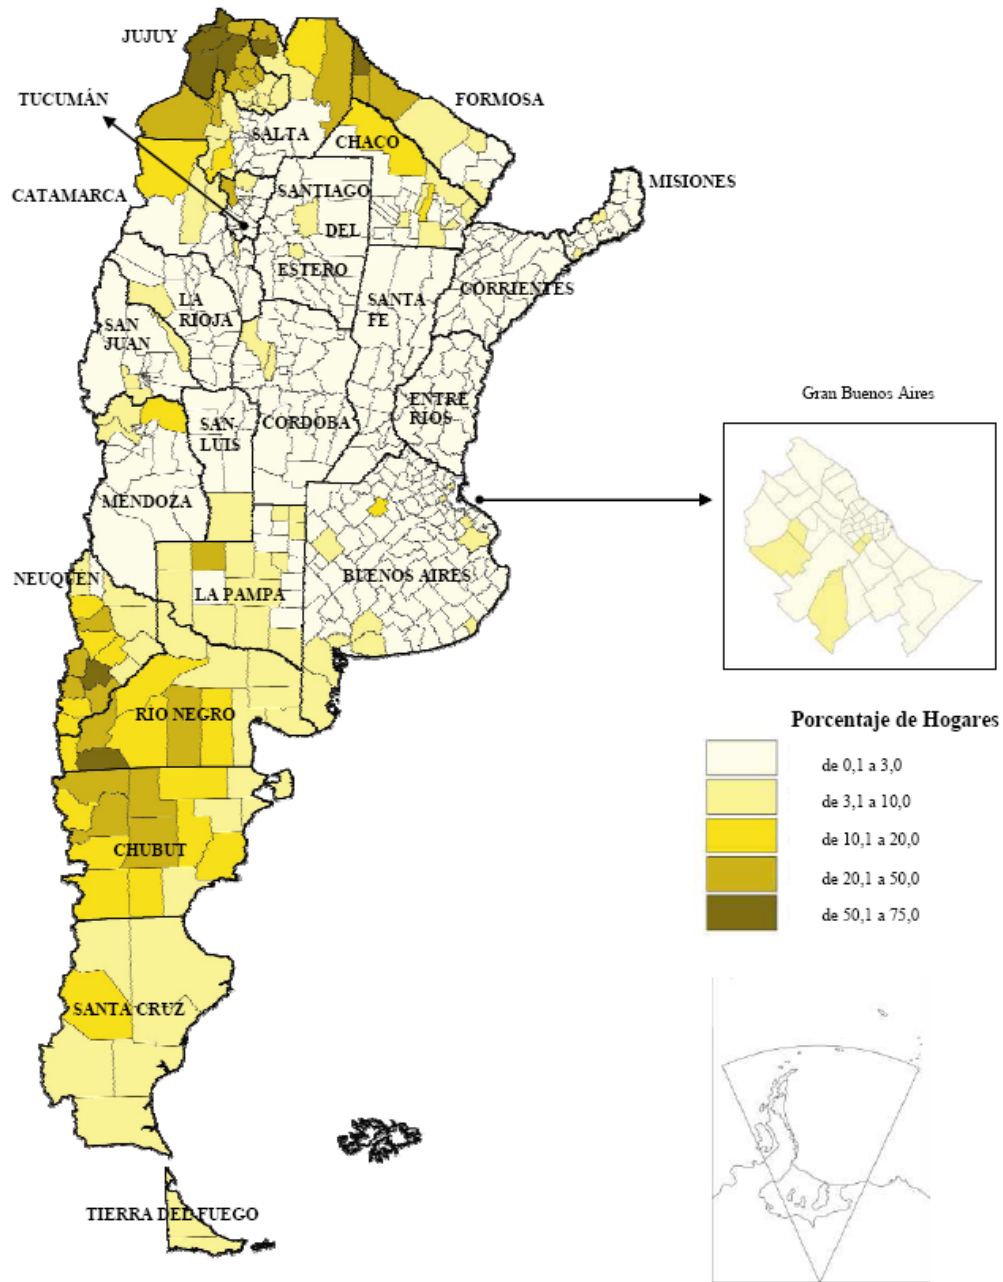 JUJUY
TUCUMÁN
FORMOSA
SALTA
CHACO
CATAMARCA
SANTIAGO
MISIONES
DEL
ESTERO
CORRIENTES
LA
RIOJA
SANTA
FE
SAN
JUAN
ENTRE
RIOS
SAN
LUIS
CORDOBA
MENDOZA
Gran Buenos Aires
NEUQUEN
BUENOS AIRES
LA PAMPA
RIO NEGRO
Porcentaje de Hogares
de 0,1 a 3,0
de 3,1 a 10,0
de 10,1 a 20,0
de 20,1 a 50,0
de 50,1 a 75,0
CHUBUT
SANTA CRUZ
TIERRA DEL FUEGO